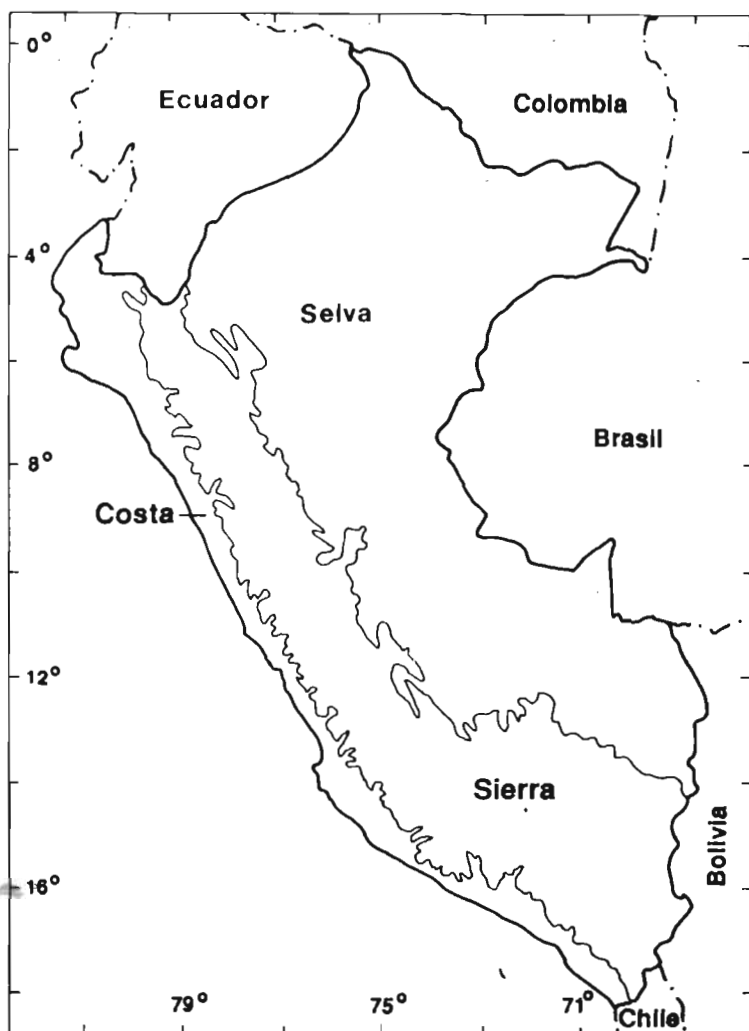 0°
Ecuador
Colombia
4°
Selva
Brasil
8°
Costa
12°
Sierra
Bolivia
16°
79°
75°
71°
Chile